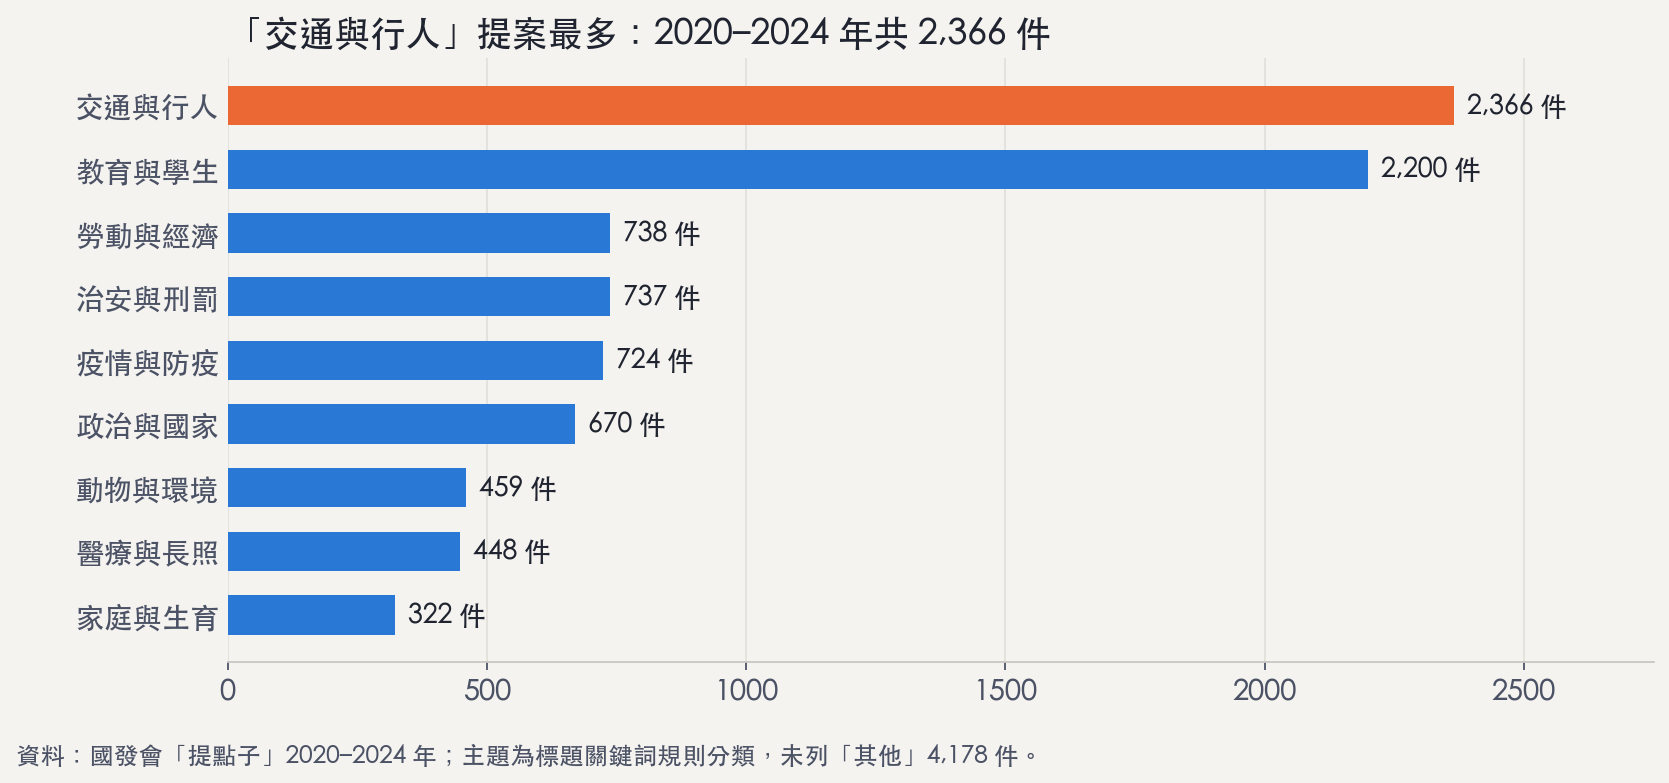 「交通與行人」提案最多：2020–2024 年共 2,366 件
交通與行人 2,366 件
教育與學生 2,200 件
勞動與經濟 738 件
治安與刑罰 737 件
疫情與防疫 724 件
政治與國家 670 件
動物與環境 459 件
醫療與長照 448 件
家庭與生育 322 件
0 500 1000 1500 2000 2500
資料：國發會「提點子」2020–2024 年；主題為標題關鍵詞規則分類，未列「其他」4,178 件。